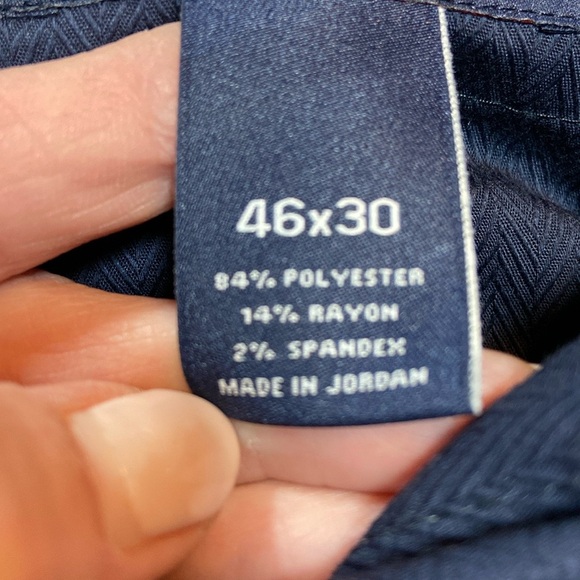 46x30
84% POLYESTER
14% RAYON
2% SPANDEX
MADE IN JORDAN